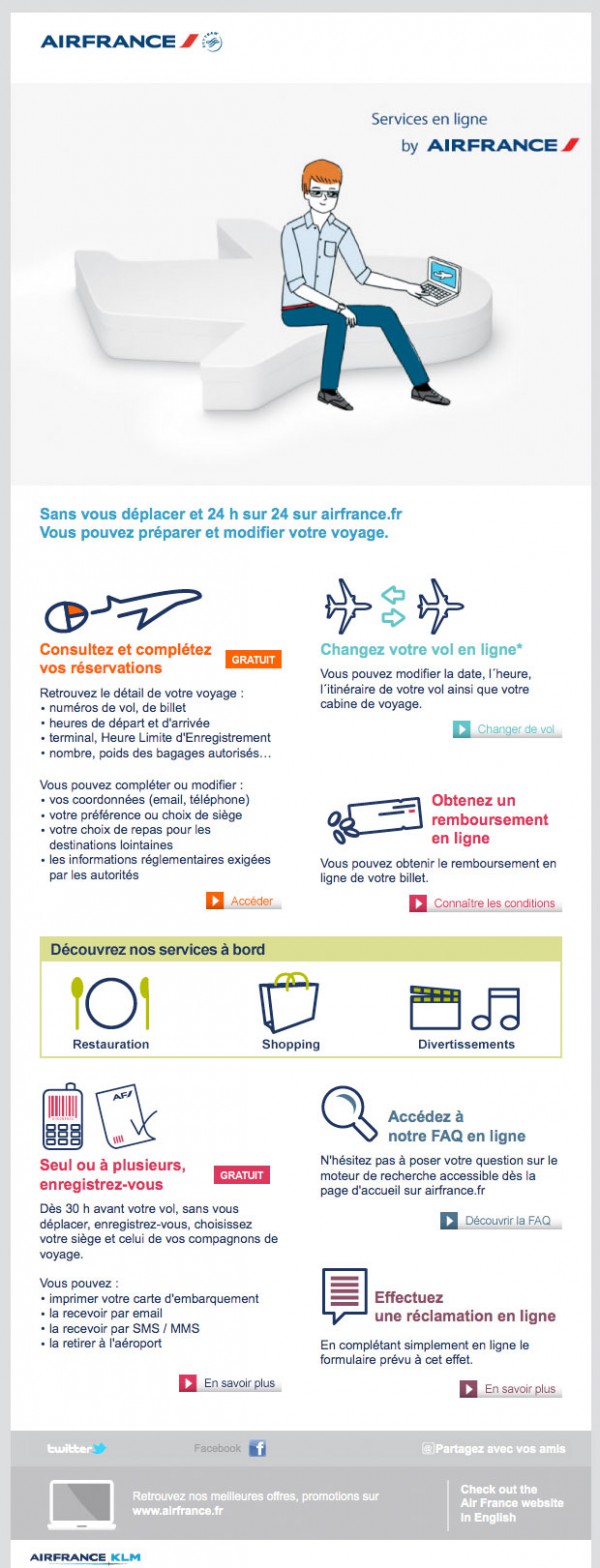 AIRFRANCE
Services en ligne
by AIRFRANCE
Sans vous déplacer et 24 h sur 24 sur airfrance.fr
Vous pouvez préparer et modifier votre voyage.
Consultez et complétez
vos réservations
GRATUIT
Retrouvez le détail de votre voyage :
• numéros de vol, de billet
• heures de départ et d'arrivée
• terminal, Heure Limite d'Enregistrement
• nombre, poids des bagages autorisés…
Vous pouvez compléter ou modifier :
• vos coordonnées (email, téléphone)
• votre préférence ou choix de siège
• votre choix de repas pour les
destinations lointaines
• les informations réglementaires exigées
par les autorités
Accéder
Changez votre vol en ligne*
Vous pouvez modifier la date, l´heure,
l´itinéraire de votre vol ainsi que votre
cabine de voyage.
Changer de vol
Obtenez un
remboursement
en ligne
Vous pouvez obtenir le remboursement en
ligne de votre billet.
Connaître les conditions
Découvrez nos services à bord
Restauration
Shopping
Divertissements
AF
Seul ou à plusieurs,
enregistrez-vous
GRATUIT
Dès 30 h avant votre vol, sans vous
déplacer, enregistrez-vous, choisissez
votre siège et celui de vos compagnons de
voyage.
Vous pouvez :
• imprimer votre carte d'embarquement
• la recevoir par email
• la recevoir par SMS / MMS
• la retirer à l'aéroport
En savoir plus
Accédez à
notre FAQ en ligne
N'hésitez pas à poser votre question sur le
moteur de recherche accessible dès la
page d'accueil sur airfrance.fr
Découvrir la FAQ
Effectuez
une réclamation en ligne
En complétant simplement en ligne le
formulaire prévu à cet effet.
En savoir plus
twitter
Facebook f
@Partagez avec vos amis
Retrouvez nos meilleures offres, promotions sur
www.airfrance.fr
Check out the
Air France website
in English
AIRFRANCE KLM